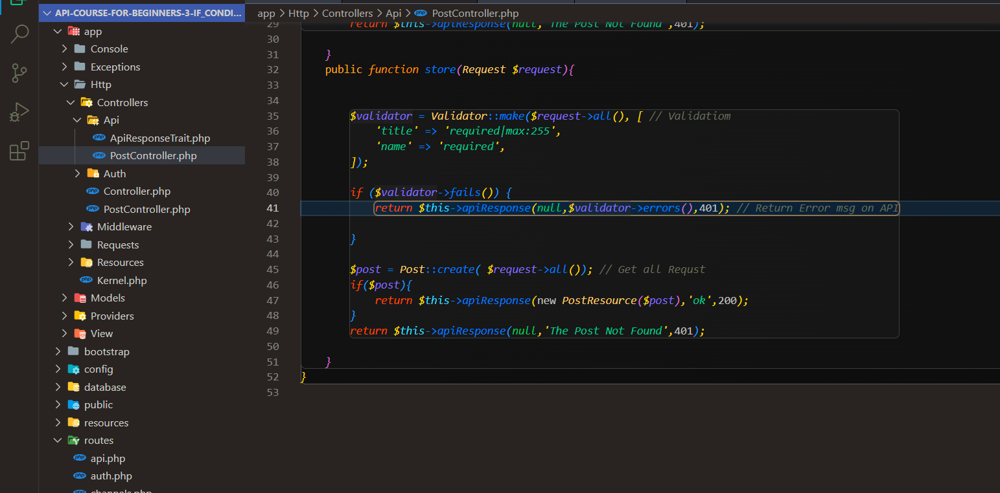 API-COURSE-FOR-BEGINNERS-3-IF_CONDI...
app
Console
Exceptions
Http
Controllers
Api
ApiResponseTrait.php
PostController.php
Auth
Controller.php
PostController.php
Middleware
Requests
Resources
Kernel.php
Models
Providers
View
bootstrap
config
database
public
resources
routes
api.php
auth.php
channels.php
app > Http > Controllers > Api > PostController.php
29 return $this->apiResponse(null,'The Post Not Found',401);
30
31 }
32 public function store(Request $request){
33
34
35 $validator = Validator::make($request->all(), [ // Validatiom
36 'title' => 'required|max:255',
37 'name' => 'required',
38 ]);
39
40 if ($validator->fails()) {
41 return $this->apiResponse(null,$validator->errors(),401); // Return Error msg on API
42
43 }
44
45 $post = Post::create( $request->all()); // Get all Requst
46 if($post){
47 return $this->apiResponse(new PostResource($post),'ok',200);
48 }
49 return $this->apiResponse(null,'The Post Not Found',401);
50
51 }
52 }
53